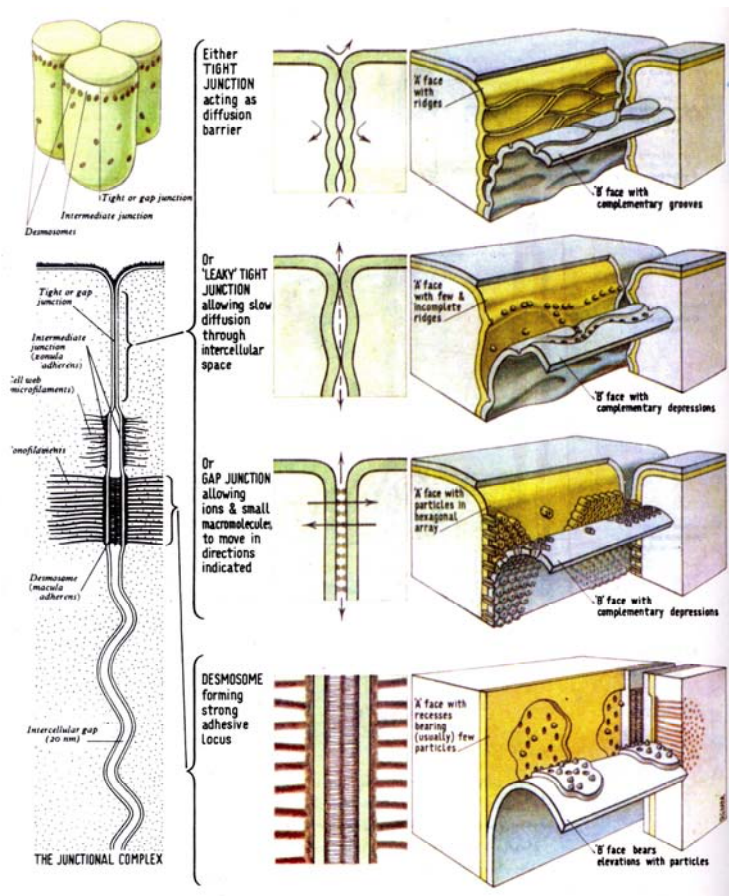 Tight or gap junction
Intermediate junction
Desmosomes
Tight or gap
junction
Intermediate
junction
(zonula
adherens)
Cell web
microfilaments)
Tonofilaments
Desmosome
(macula
adherens)
Intercellular gap
(20 nm)
THE JUNCTIONAL COMPLEX
Either
TIGHT
JUNCTION
acting as
diffusion
barrier
'A' face
with
ridges
'B' face with
complementary grooves
Or
'LEAKY' TIGHT
JUNCTION
allowing slow
diffusion
through
intercellular
space
'A' face
with few &
incomplete
ridges
'B' face with
complementary depressions
Or
GAP JUNCTION
allowing
ions & small
macromolecules
to move in
directions
indicated
'A' face with
particles in
hexagonal
array
'B' face with
complementary depressions
DESMOSOME
forming
strong
adhesive
locus
'A' face with
recesses
bearing
(usually) few
particles
'B' face bears
elevations with particles